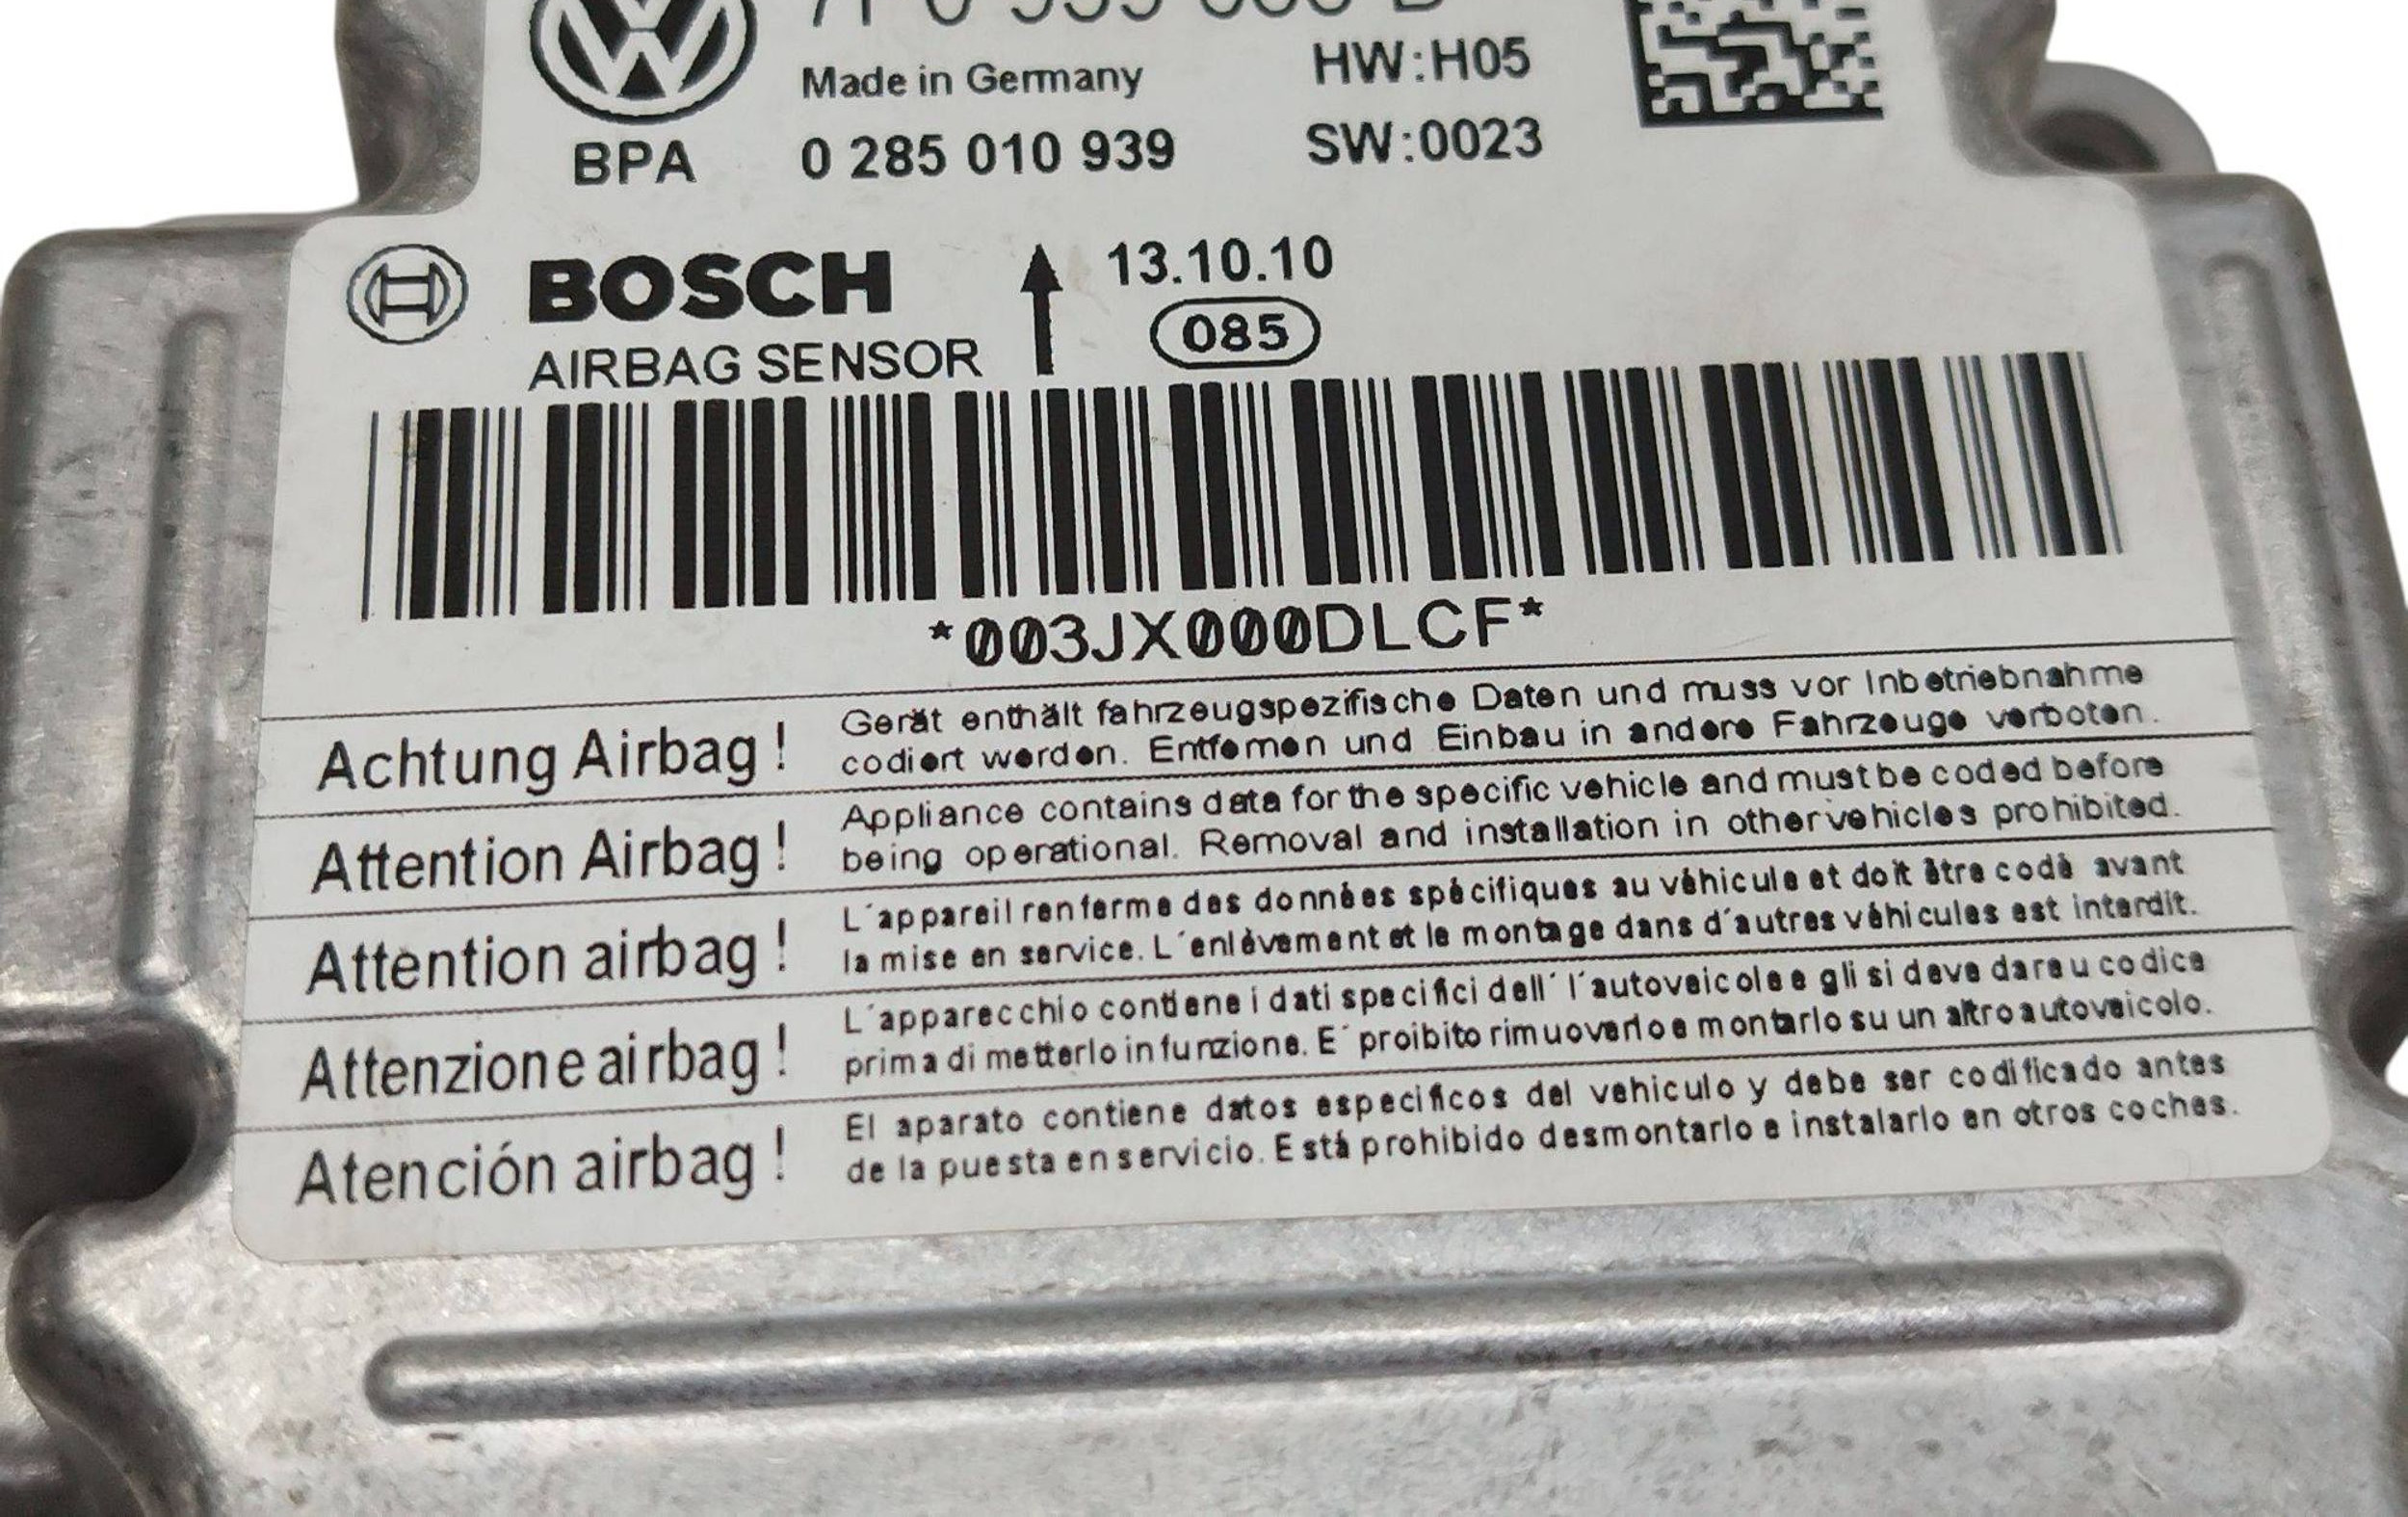 Made in Germany
HW:H05
BPA
0 285 010 939
SW:0023
BOSCH
13.10.10
085
AIRBAG SENSOR
*003JX000DLCF*
Achtung Airbag!
Gerät enthält fahrzeugspezifische Daten und muss vor Inbetriebnahme
codiert werden. Entfernen und Einbau in andere Fahrzeuge verboten.
Attention Airbag!
Appliance contains data for the specific vehicle and must be coded before
being operational. Removal and installation in other vehicles prohibited.
Attention airbag!
L´appareil renferme des données spécifiques au véhicule et doit être codè avant
la mise en service. L´enlèvement et le montage dans d´autres véhicules est interdit.
Attenzione airbag!
L´apparecchio contiene i dati specifici dell´ l´autoveicolo e gli si deve dare u codice
prima di metterlo in funzione. E´ proibito rimuoverlo e montarlo su un altro autoveicolo.
Atención airbag!
El aparato contiene datos especificos del vehiculo y debe ser codificado antes
de la puesta en servicio. Está prohibido desmontarlo e instalarlo en otros coches.